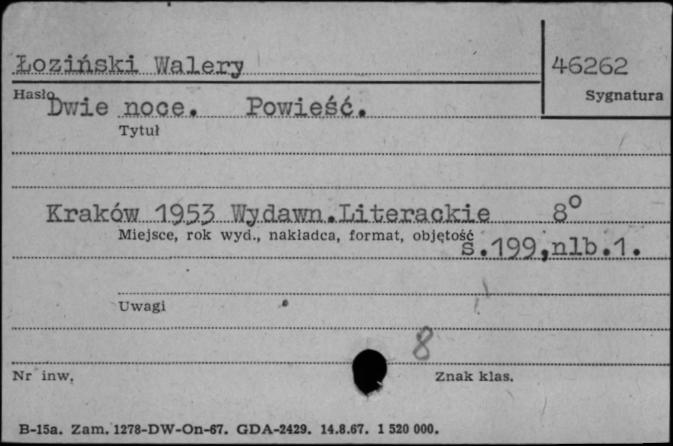 Łoziński Walery
46262
Hasło
Sygnatura
Dwie noce. Powieść.
Tytuł
Kraków 1953 Wydawn.Literackie 8°
Miejsce, rok wyd., nakładca, format, objętość
s.199,nlb.1.
Uwagi
8
Nr inw.
Znak klas.
B-15a. Zam. 1278-DW-On-67. GDA-2429. 14.8.67. 1 520 000.